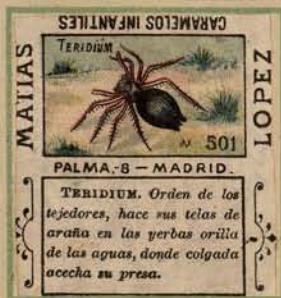 CARAMELOS INFANTILES
MATIAS
LOPEZ
TERIDIUM
N 501
PALMA,-8 — MADRID.
TERIDIUM. Orden de los
tejedores, hace sus telas de
araña en las yerbas orilla
de las aguas, donde colgada
acecha su presa.